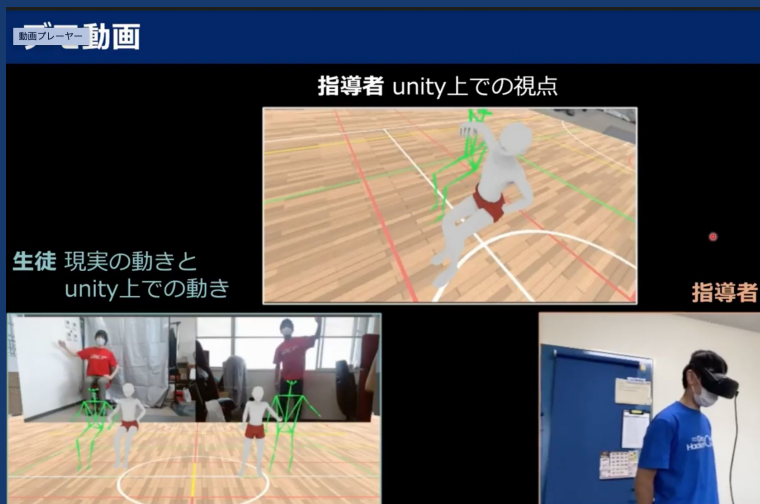 デモ動画
動画プレーヤー
指導者 unity上での視点
生徒 現実の動きと
unity上での動き
指導者